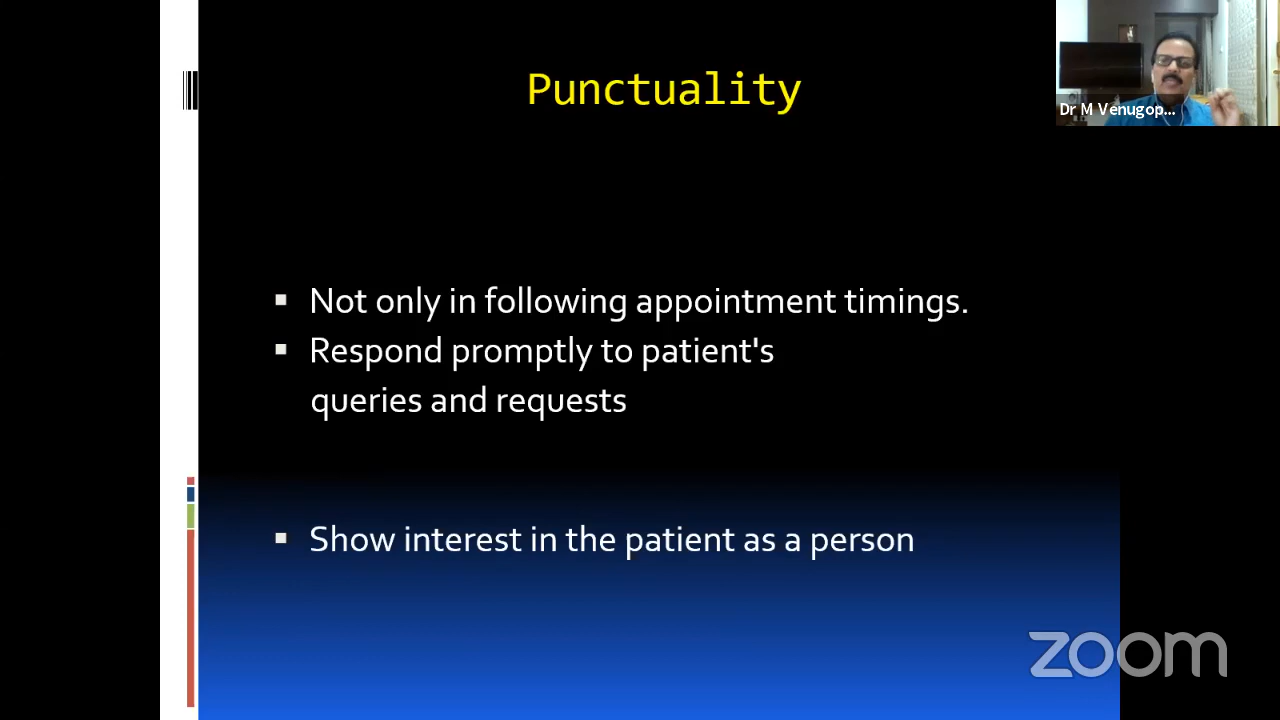 Punctuality
Dr M Venugop...
▪ Not only in following appointment timings.
▪ Respond promptly to patient's
queries and requests
▪ Show interest in the patient as a person
zoom